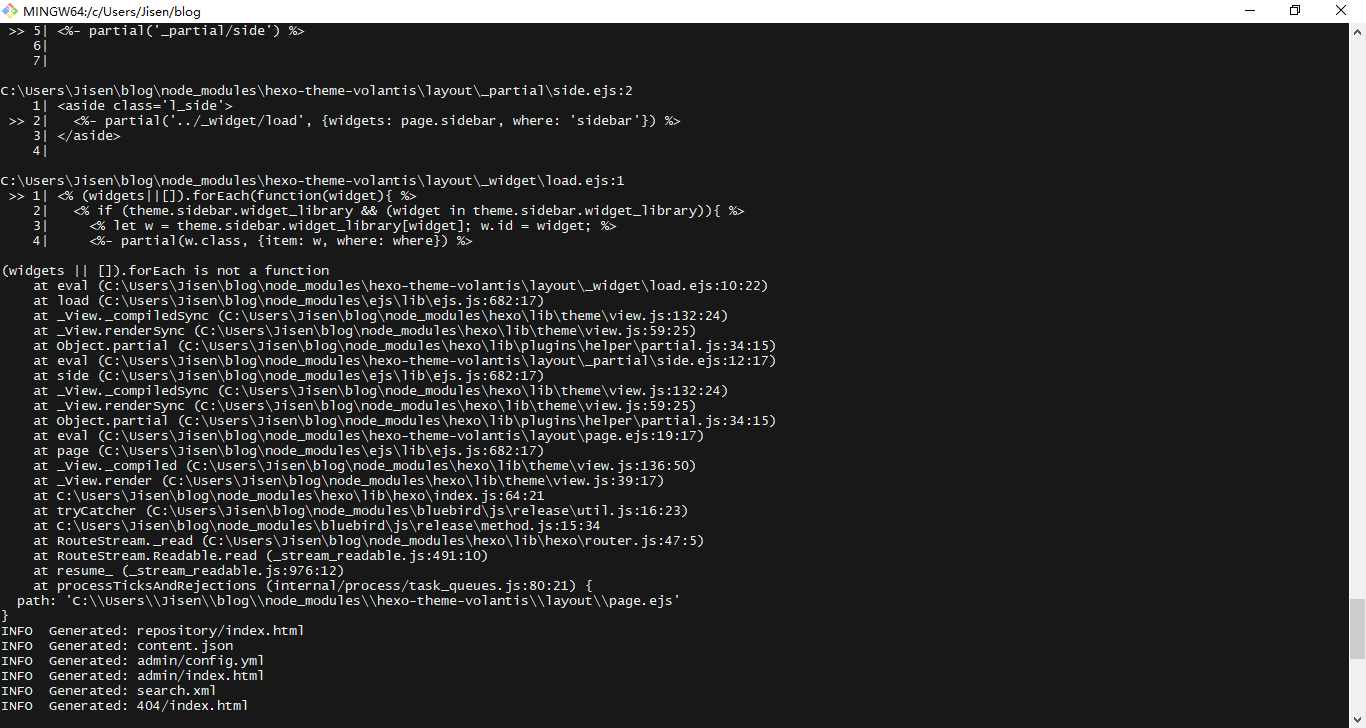 MINGW64:/c/Users/Jisen/blog
>> 5| <%- partial('_partial/side') %>
6|
7|
C:\Users\Jisen\blog\node_modules\hexo-theme-volantis\layout\_partial\side.ejs:2
1| <aside class='l_side'>
>> 2|   <%- partial('../_widget/load', {widgets: page.sidebar, where: 'sidebar'}) %>
3| </aside>
4|
C:\Users\Jisen\blog\node_modules\hexo-theme-volantis\layout\_widget\load.ejs:1
>> 1| <% (widgets||[]).forEach(function(widget){ %>
2|   <% if (theme.sidebar.widget_library && (widget in theme.sidebar.widget_library)){ %>
3|     <% let w = theme.sidebar.widget_library[widget]; w.id = widget; %>
4|     <%- partial(w.class, {item: w, where: where}) %>
(widgets || []).forEach is not a function
at eval (C:\Users\Jisen\blog\node_modules\hexo-theme-volantis\layout\_widget\load.ejs:10:22)
at load (C:\Users\Jisen\blog\node_modules\ejs\lib\ejs.js:682:17)
at _View._compiledSync (C:\Users\Jisen\blog\node_modules\hexo\lib\theme\view.js:132:24)
at _View.renderSync (C:\Users\Jisen\blog\node_modules\hexo\lib\theme\view.js:59:25)
at Object.partial (C:\Users\Jisen\blog\node_modules\hexo\lib\plugins\helper\partial.js:34:15)
at eval (C:\Users\Jisen\blog\node_modules\hexo-theme-volantis\layout\_partial\side.ejs:12:17)
at side (C:\Users\Jisen\blog\node_modules\ejs\lib\ejs.js:682:17)
at _View._compiledSync (C:\Users\Jisen\blog\node_modules\hexo\lib\theme\view.js:132:24)
at _View.renderSync (C:\Users\Jisen\blog\node_modules\hexo\lib\theme\view.js:59:25)
at Object.partial (C:\Users\Jisen\blog\node_modules\hexo\lib\plugins\helper\partial.js:34:15)
at eval (C:\Users\Jisen\blog\node_modules\hexo-theme-volantis\layout\page.ejs:19:17)
at page (C:\Users\Jisen\blog\node_modules\ejs\lib\ejs.js:682:17)
at _View._compiled (C:\Users\Jisen\blog\node_modules\hexo\lib\theme\view.js:136:50)
at _View.render (C:\Users\Jisen\blog\node_modules\hexo\lib\theme\view.js:39:17)
at C:\Users\Jisen\blog\node_modules\hexo\lib\hexo\index.js:64:21
at tryCatcher (C:\Users\Jisen\blog\node_modules\bluebird\js\release\util.js:16:23)
at C:\Users\Jisen\blog\node_modules\bluebird\js\release\method.js:15:34
at RouteStream._read (C:\Users\Jisen\blog\node_modules\hexo\lib\hexo\router.js:47:5)
at RouteStream.Readable.read (_stream_readable.js:491:10)
at resume_ (_stream_readable.js:976:12)
at processTicksAndRejections (internal/process/task_queues.js:80:21) {
path: 'C:\\Users\\Jisen\\blog\\node_modules\\hexo-theme-volantis\\layout\\page.ejs'
}
INFO  Generated: repository/index.html
INFO  Generated: content.json
INFO  Generated: admin/config.yml
INFO  Generated: admin/index.html
INFO  Generated: search.xml
INFO  Generated: 404/index.html